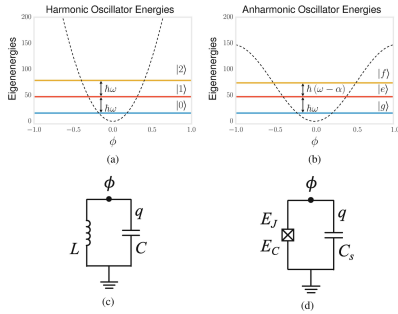 Harmonic Oscillator Energies
200
150
100
50
0
Eigenenergies
|2⟩
|1⟩
|0⟩
ħω
ħω
−1.0
−0.5
0.0
0.5
1.0
ϕ
(a)
Anharmonic Oscillator Energies
200
150
100
50
0
Eigenenergies
|f⟩
|e⟩
|g⟩
ħ(ω − α)
ħω
−1.0
−0.5
0.0
0.5
1.0
ϕ
(b)
ϕ
q
L
C
(c)
ϕ
q
E_J
E_C
C_s
(d)